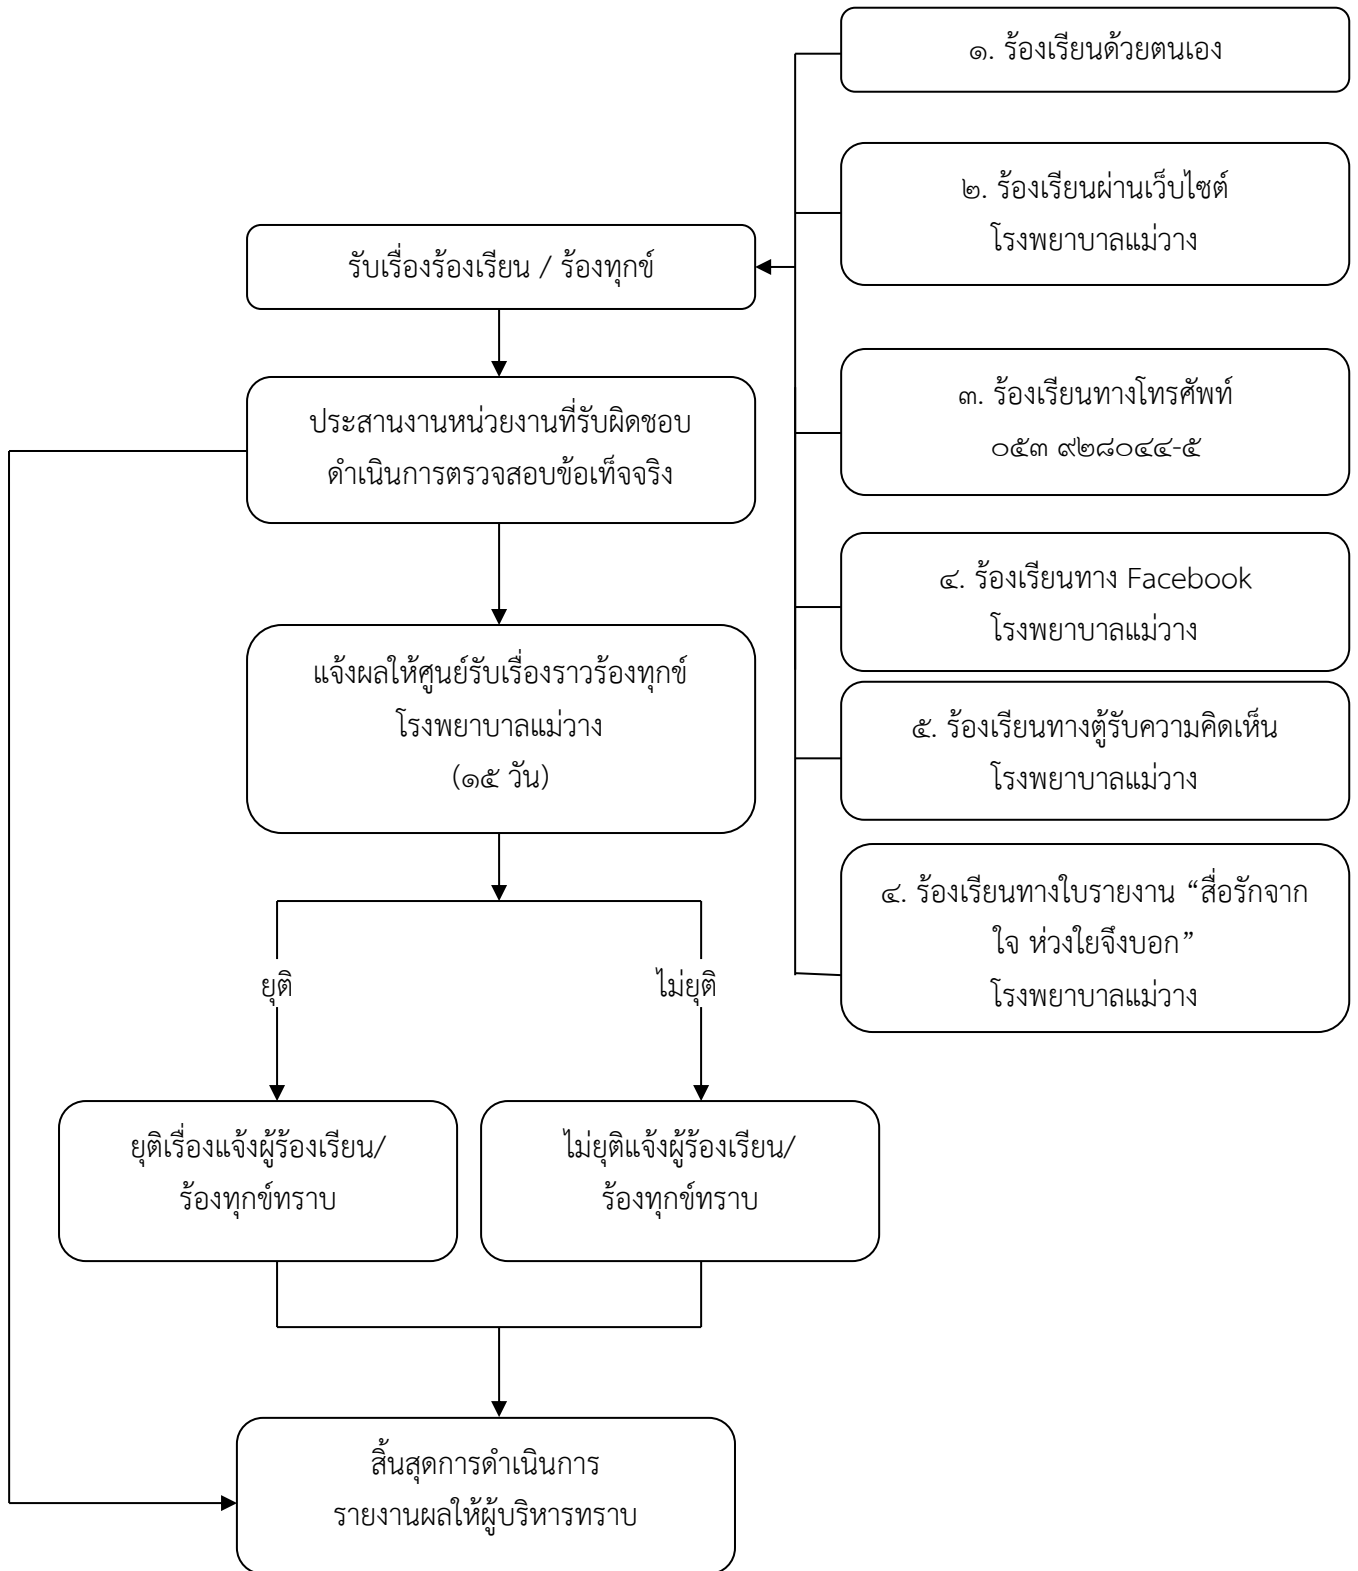 ๑. ร้องเรียนด้วยตนเอง
๒. ร้องเรียนผ่านเว็บไซต์
โรงพยาบาลแม่วาง
รับเรื่องร้องเรียน / ร้องทุกข์
๓. ร้องเรียนทางโทรศัพท์
๐๕๓ ๙๒๘๐๔๔-๕
ประสานงานหน่วยงานที่รับผิดชอบ
ดำเนินการตรวจสอบข้อเท็จจริง
๔. ร้องเรียนทาง Facebook
โรงพยาบาลแม่วาง
แจ้งผลให้ศูนย์รับเรื่องราวร้องทุกข์
โรงพยาบาลแม่วาง
(๑๕ วัน)
๕. ร้องเรียนทางตู้รับความคิดเห็น
โรงพยาบาลแม่วาง
๔. ร้องเรียนทางใบรายงาน “สื่อรักจาก
ใจ ห่วงใยจึงบอก”
โรงพยาบาลแม่วาง
ยุติ
ไม่ยุติ
ยุติเรื่องแจ้งผู้ร้องเรียน/
ร้องทุกข์ทราบ
ไม่ยุติแจ้งผู้ร้องเรียน/
ร้องทุกข์ทราบ
สิ้นสุดการดำเนินการ
รายงานผลให้ผู้บริหารทราบ